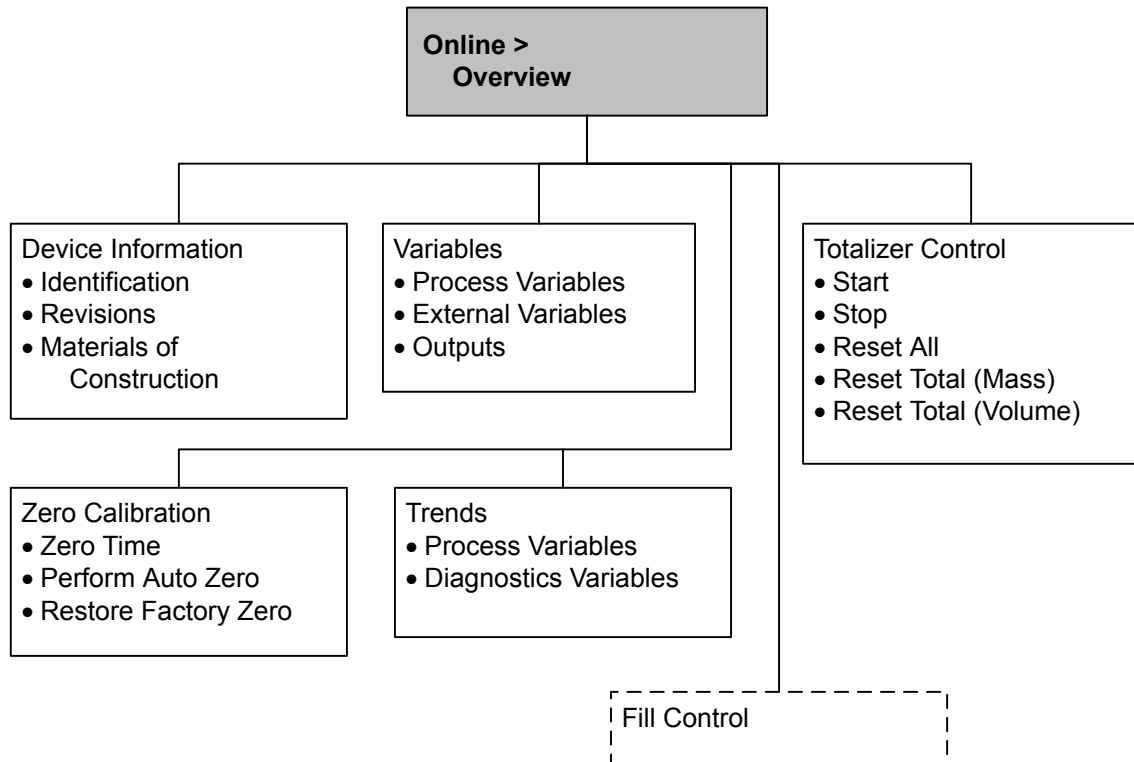 Online >
Overview
Device Information
• Identification
• Revisions
• Materials of
Construction
Variables
• Process Variables
• External Variables
• Outputs
Totalizer Control
• Start
• Stop
• Reset All
• Reset Total (Mass)
• Reset Total (Volume)
Zero Calibration
• Zero Time
• Perform Auto Zero
• Restore Factory Zero
Trends
• Process Variables
• Diagnostics Variables
Fill Control